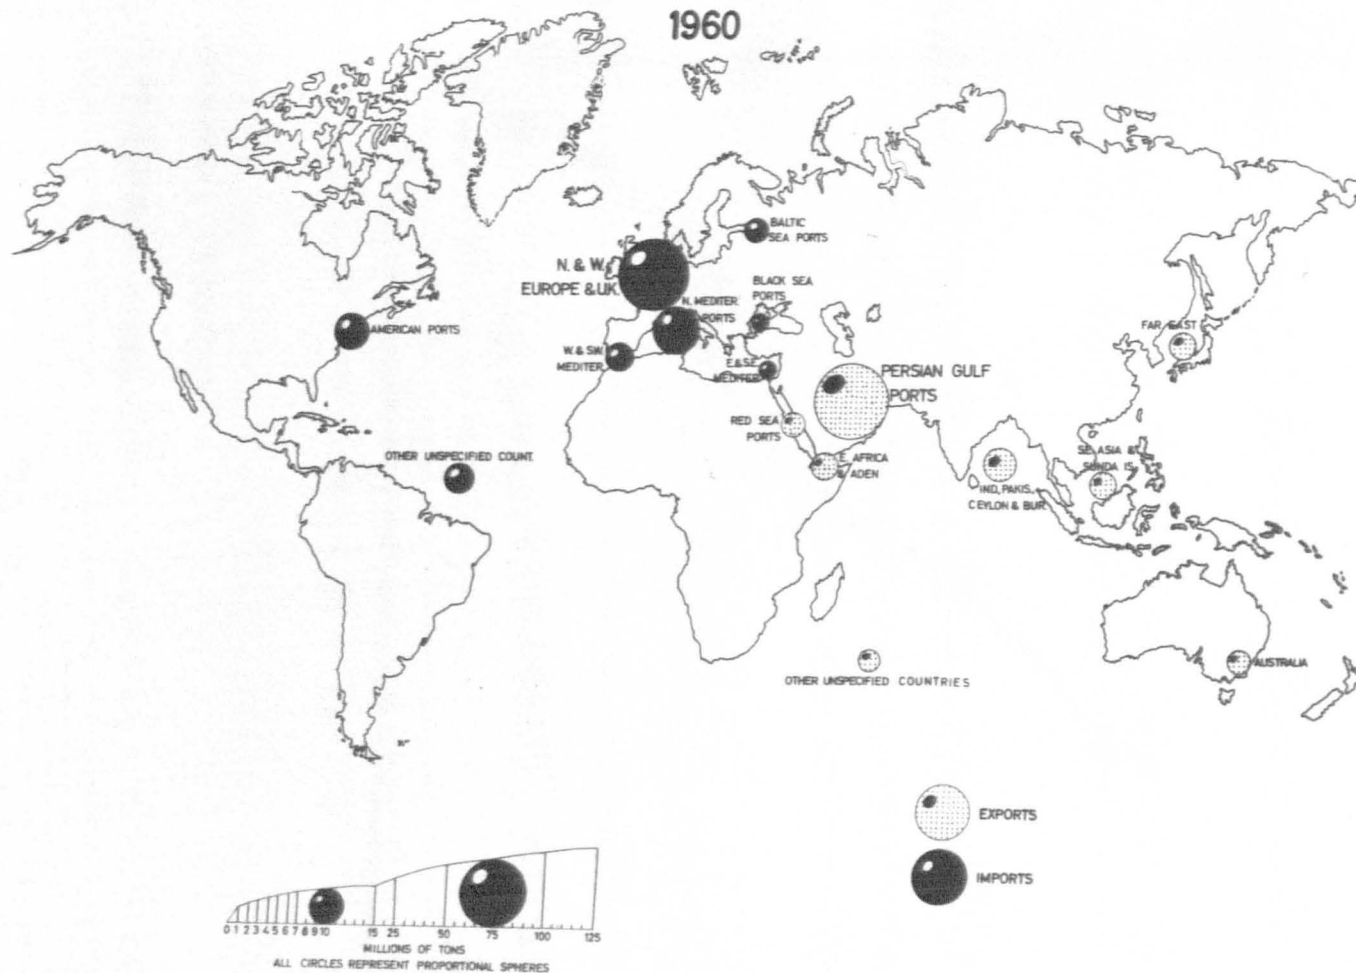 1960
BALTIC
SEA PORTS
N. & W.
EUROPE & UK.
BLACK SEA
PORTS
N. MEDITER.
PORTS
AMERICAN PORTS
FAR EAST
W. & SW.
MEDITER.
E.&S.E.
MEDITER.
PERSIAN GULF
PORTS
RED SEA
PORTS
OTHER UNSPECIFIED COUNT.
E. AFRICA
& ADEN
SE. ASIA &
SUNDA IS.
IND., PAKIS.,
CEYLON & BUR.
AUSTRALIA
OTHER UNSPECIFIED COUNTRIES
EXPORTS
IMPORTS
0 1 2 3 4 5 6 7 8 9 10 15 25 50 75 100 125
MILLIONS OF TONS
ALL CIRCLES REPRESENT PROPORTIONAL SPHERES